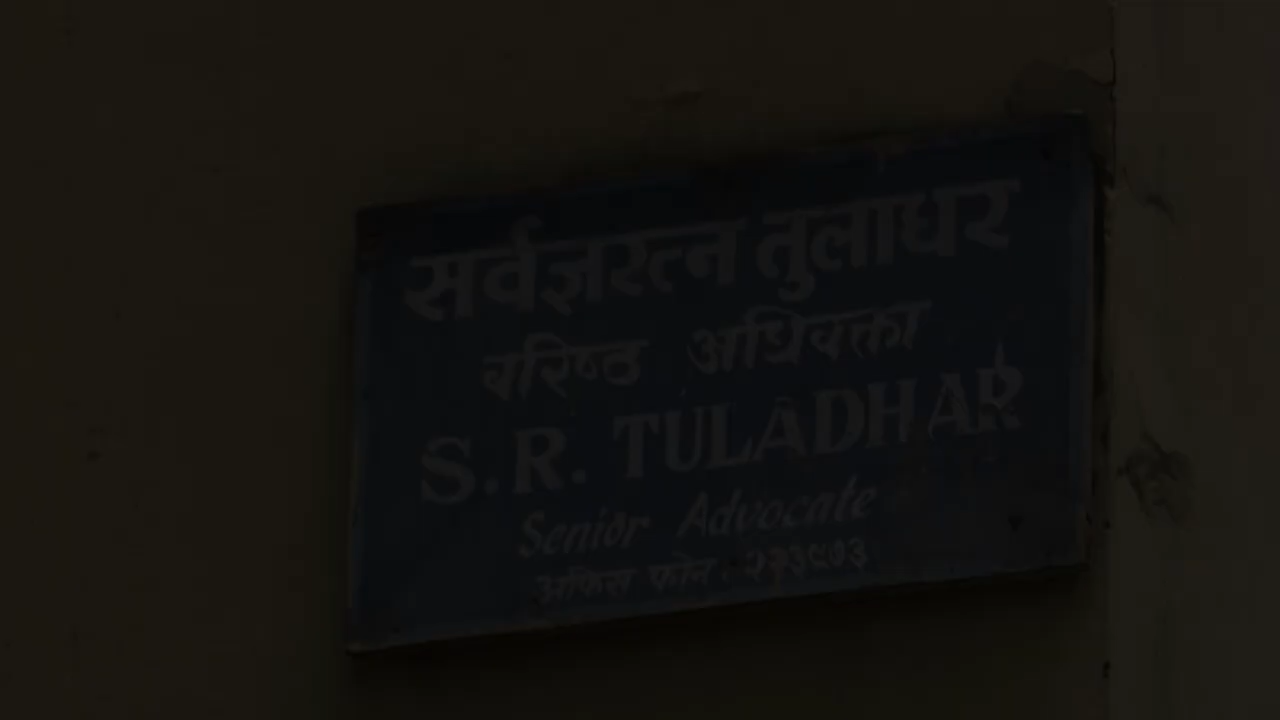 सर्वज्ञरत्न तुलाधर
वरिष्ठ अधिवक्ता
S.R. TULADHAR
Senior Advocate
अफिस फोन :